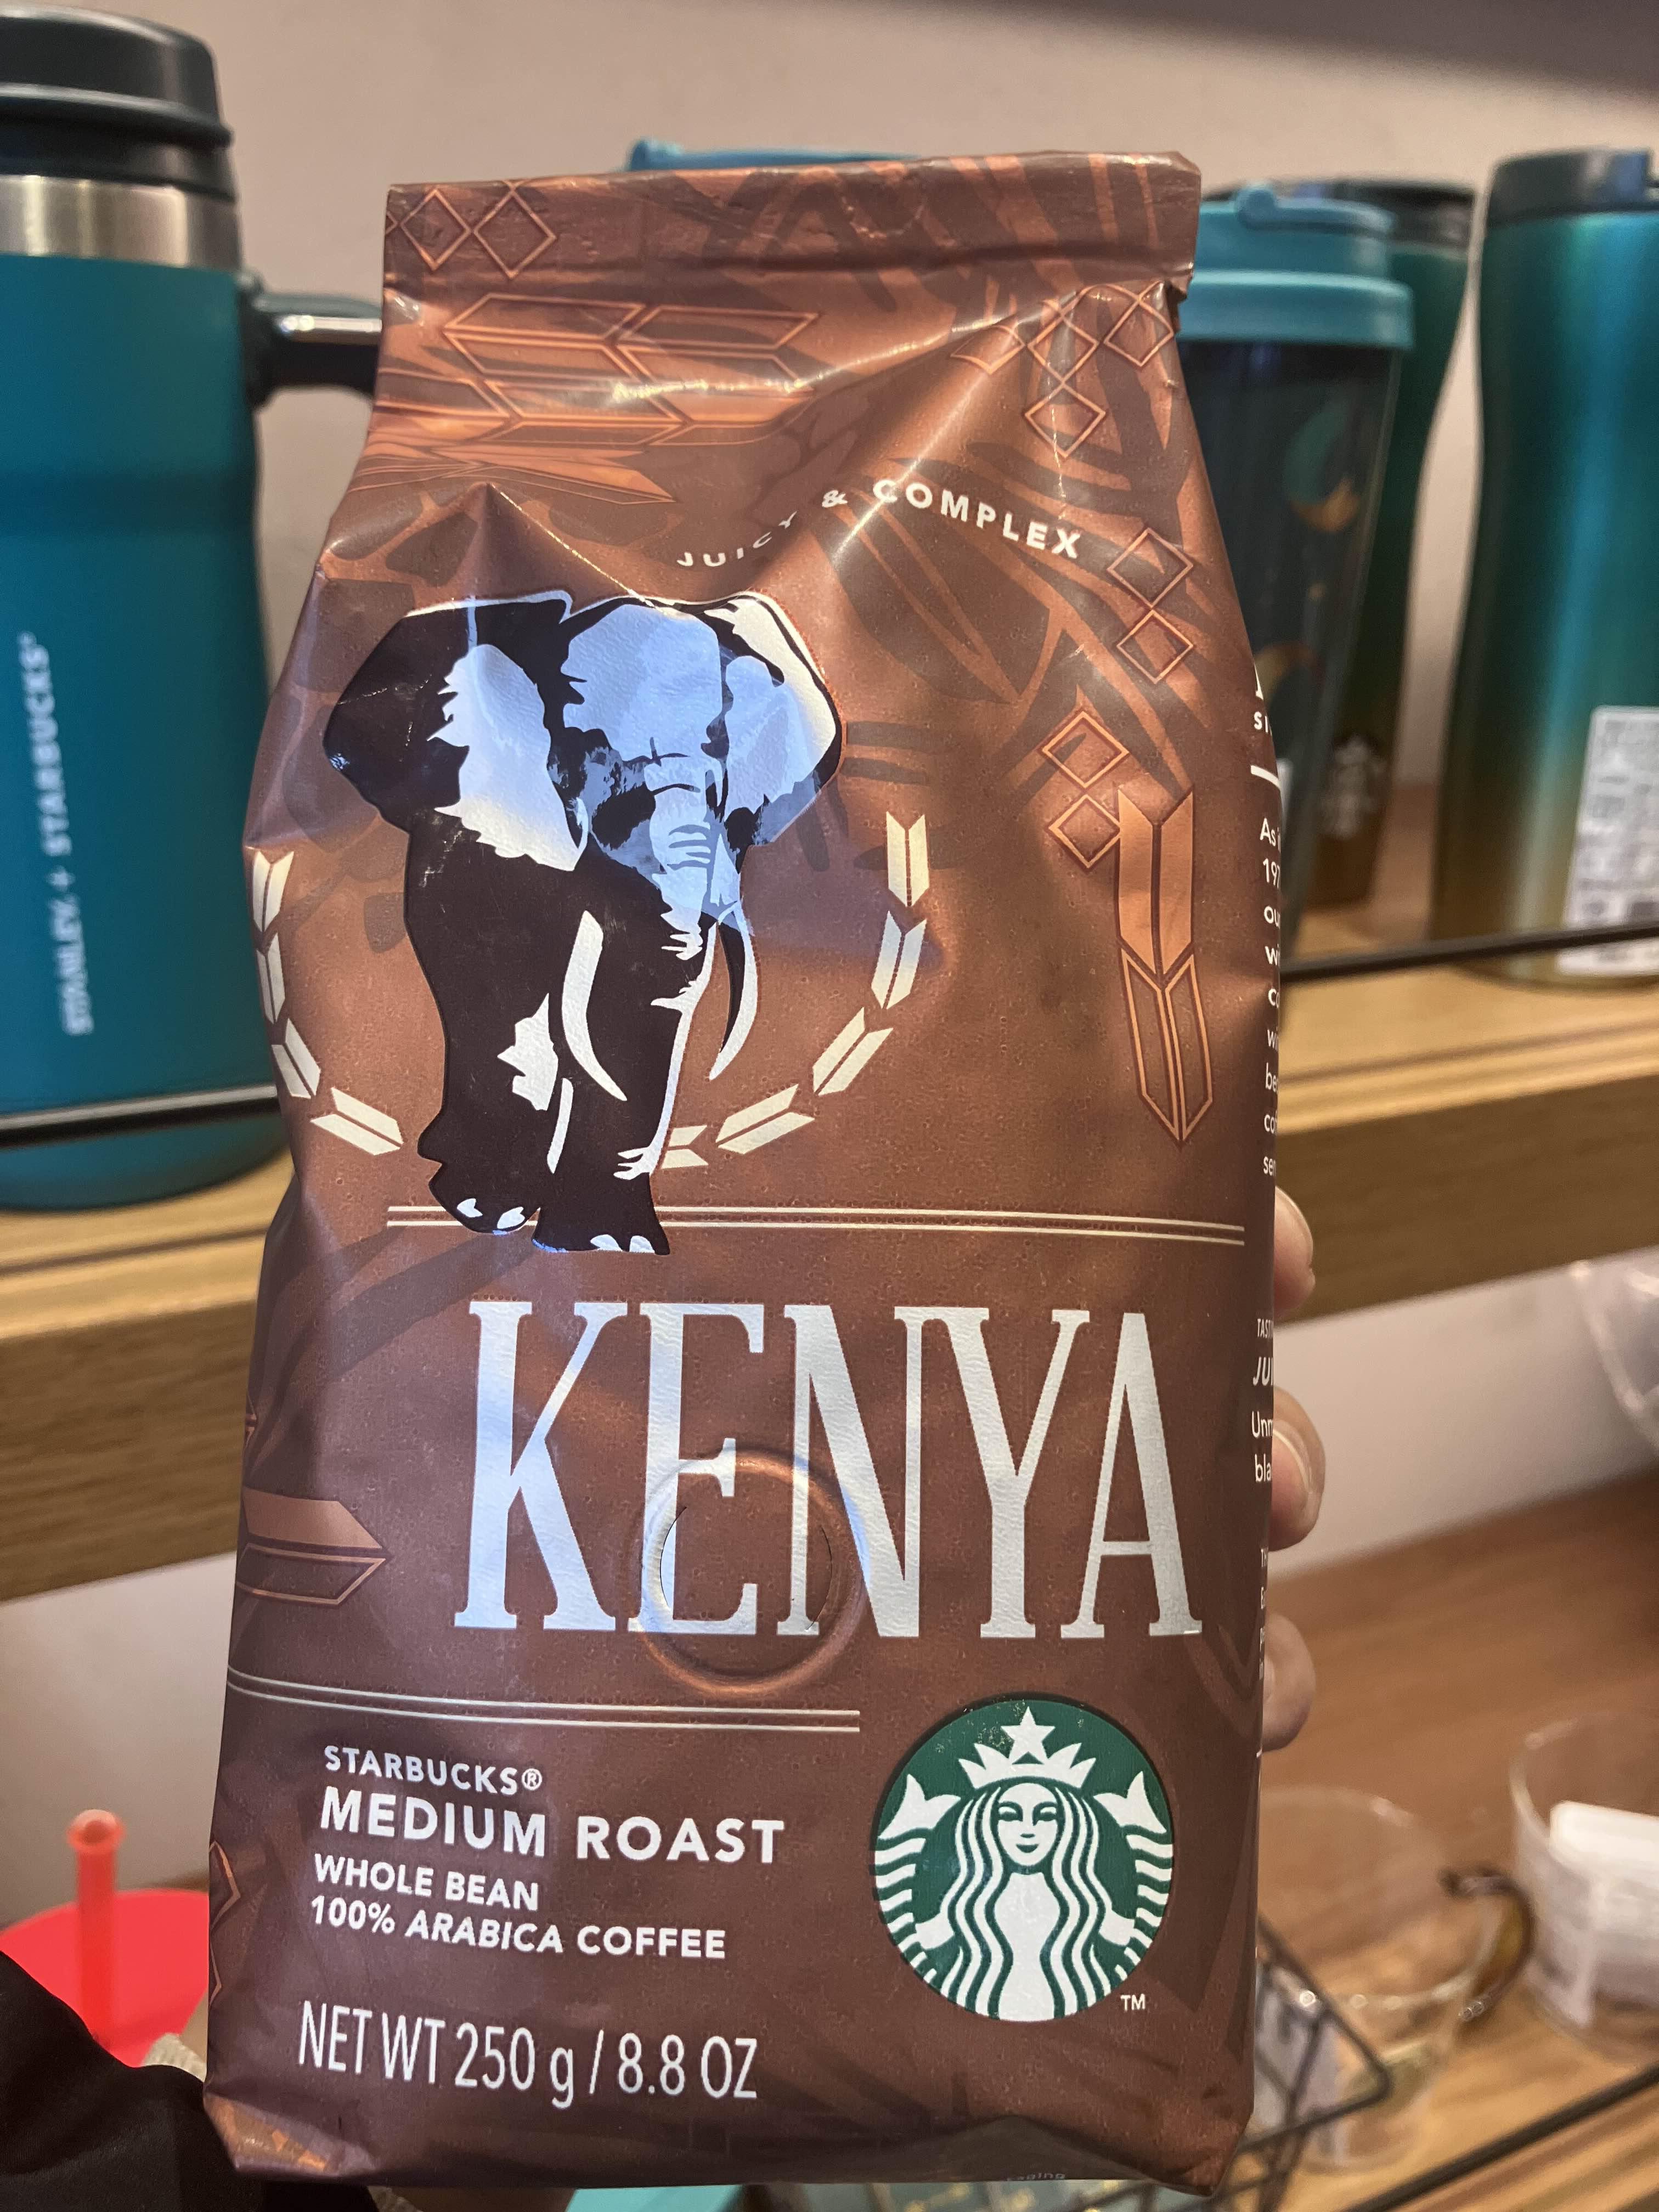 JUICY & COMPLEX
KENYA
STARBUCKS®
MEDIUM ROAST
WHOLE BEAN
100% ARABICA COFFEE
NET WT 250 g / 8.8 OZ
TM
STANLEY + STARBUCKS